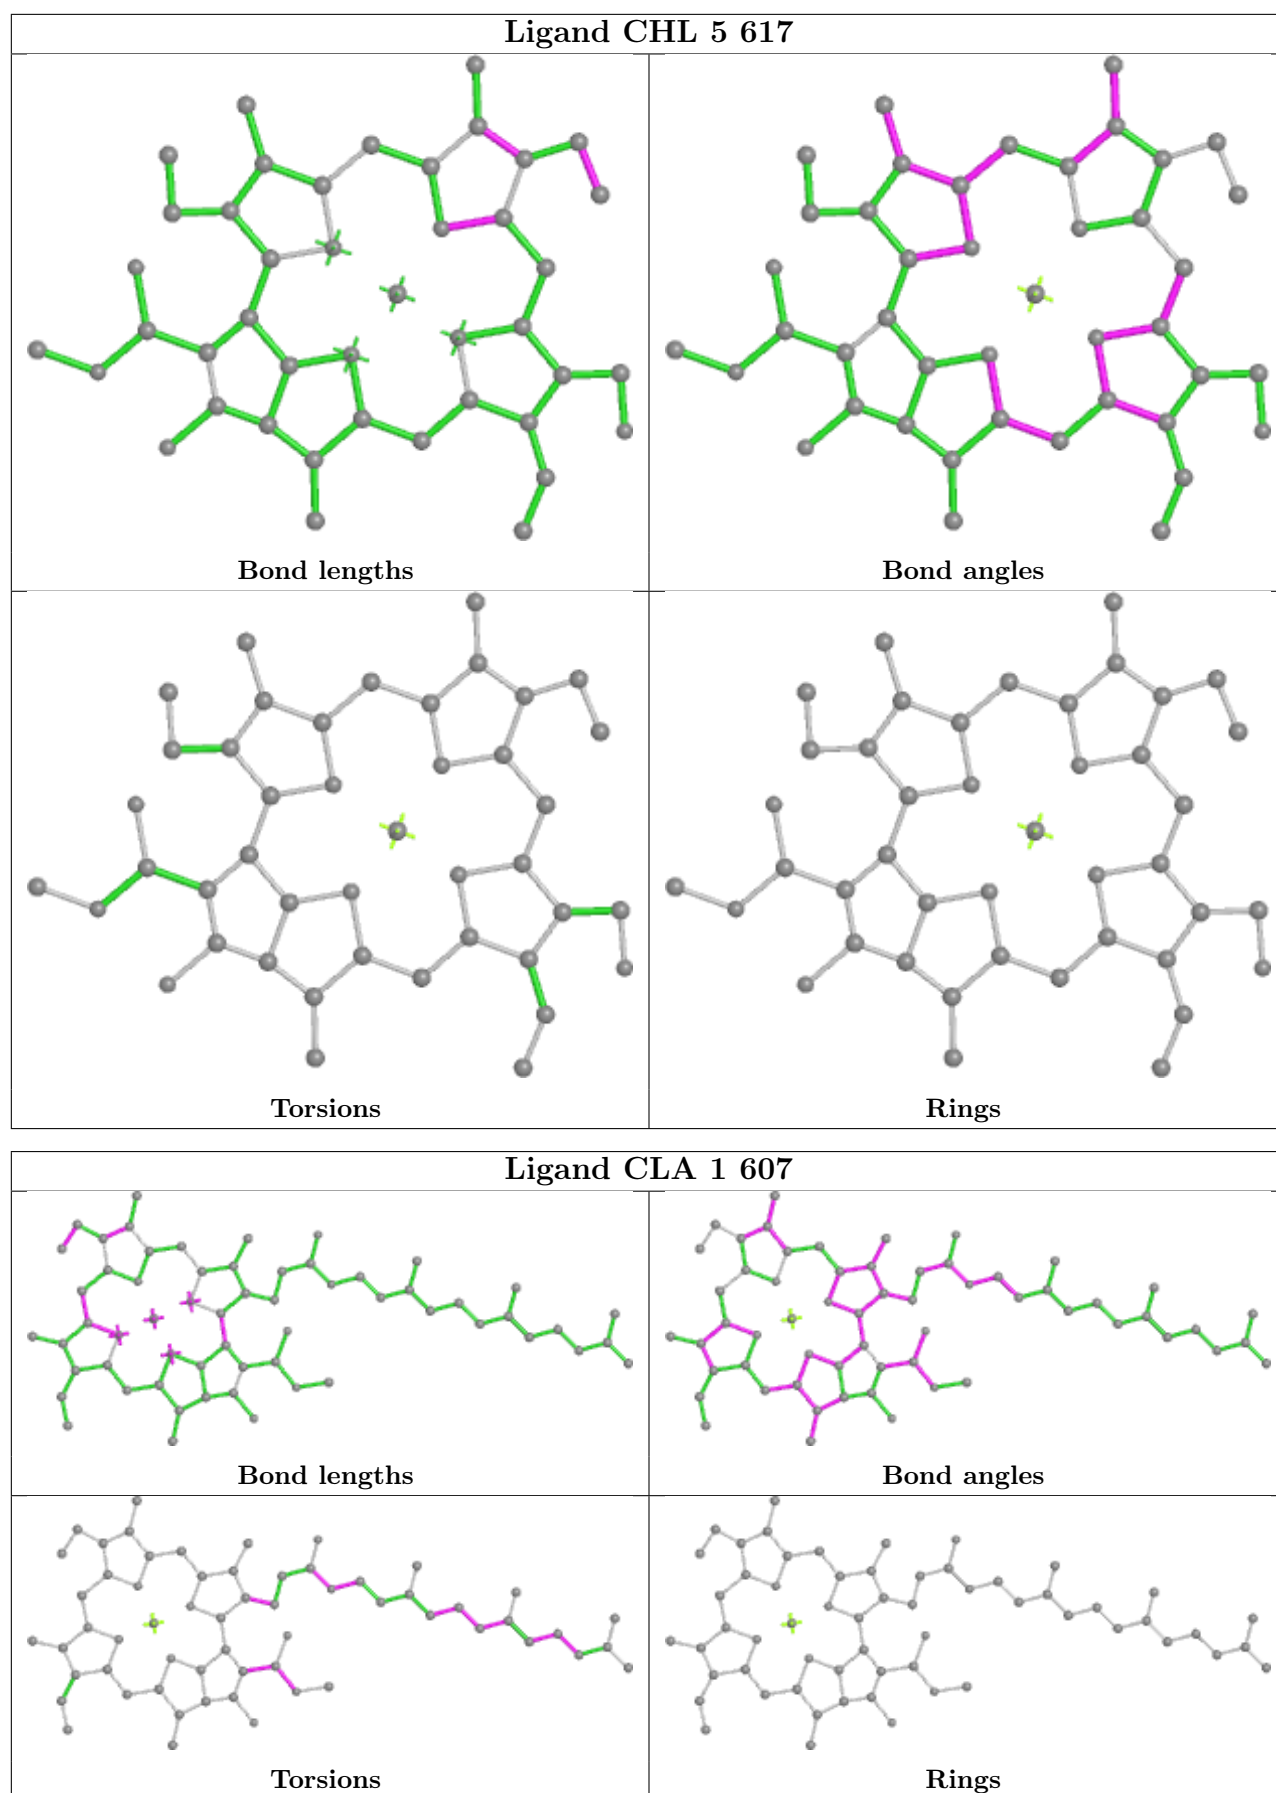 Ligand CHL 5 617
Bond lengths
Bond angles
Torsions
Rings
Ligand CLA 1 607
Bond lengths
Bond angles
Torsions
Rings